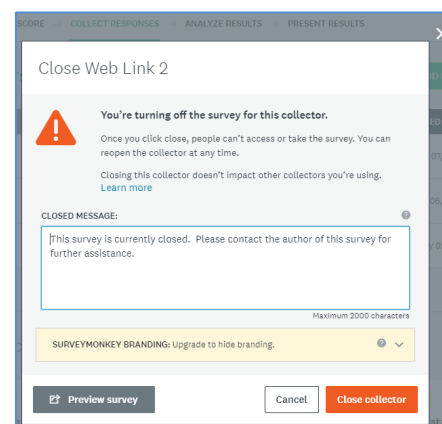 SCORE → COLLECT RESPONSES → ANALYZE RESULTS → PRESENT RESULTS
Close Web Link 2
You're turning off the survey for this collector.
Once you click close, people can't access or take the survey. You can
reopen the collector at any time.
Closing this collector doesn't impact other collectors you're using.
Learn more
CLOSED MESSAGE:
This survey is currently closed.  Please contact the author of this survey for
further assistance.
Maximum 2000 characters
SURVEYMONKEY BRANDING: Upgrade to hide branding.
Preview survey
Cancel
Close collector